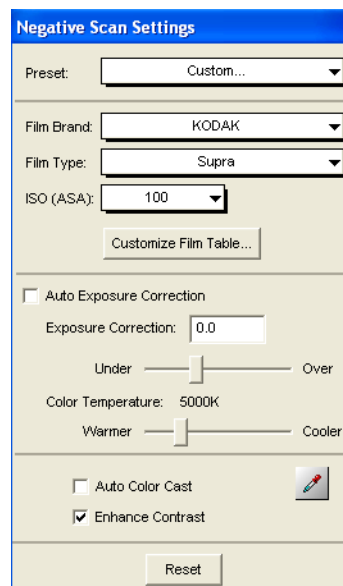 Negative Scan Settings
Preset: Custom...
Film Brand: KODAK
Film Type: Supra
ISO (ASA): 100
Customize Film Table...
Auto Exposure Correction
Exposure Correction: 0.0
Under Over
Color Temperature: 5000K
Warmer Cooler
Auto Color Cast
Enhance Contrast
Reset